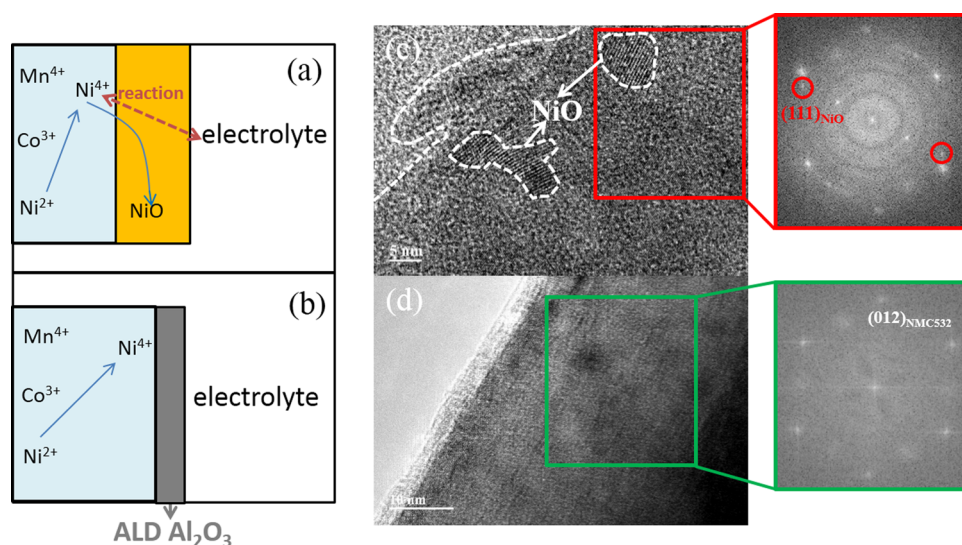 (a)
Mn4+
Ni4+
reaction
Co3+
electrolyte
Ni2+
NiO
(b)
Mn4+
Ni4+
Co3+
electrolyte
Ni2+
ALD Al2O3
(c)
NiO
5 nm
(111)NiO
(d)
10 nm
(012)NMC532